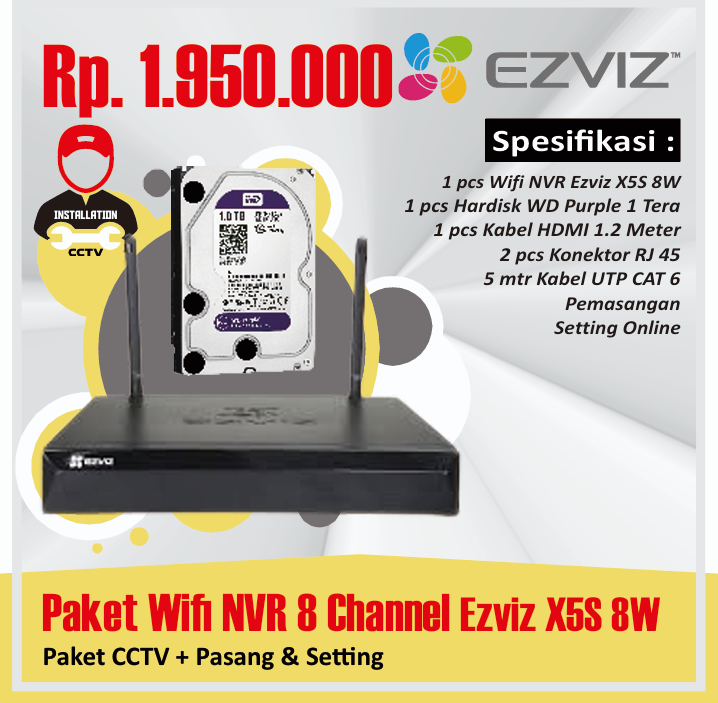 Rp. 1.950.000
EZVIZ™
Spesifikasi :
1 pcs Wifi NVR Ezviz X5S 8W
1 pcs Hardisk WD Purple 1 Tera
1 pcs Kabel HDMI 1.2 Meter
2 pcs Konektor RJ 45
5 mtr Kabel UTP CAT 6
Pemasangan
Setting Online
INSTALLATION
CCTV
WD
1.0 TB
EZVIZ
EZVIZ
Paket Wifi NVR 8 Channel Ezviz X5S 8W
Paket CCTV + Pasang & Setting